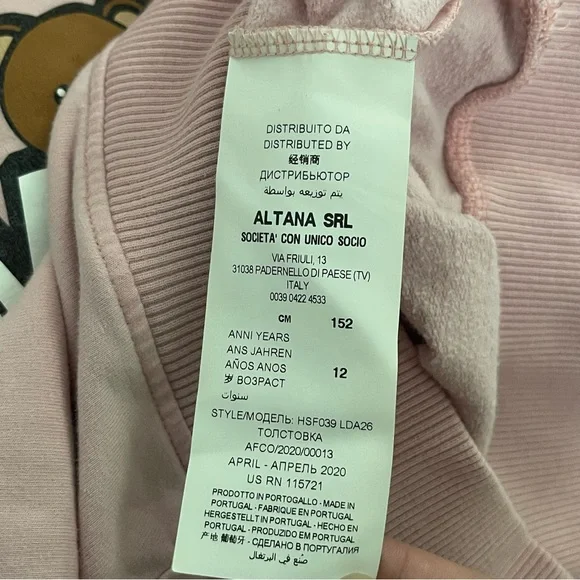 DISTRIBUITO DA
DISTRIBUTED BY
经销商
ДИСТРИБЬЮТОР
يتم توزيعه بواسطة
ALTANA SRL
SOCIETA' CON UNICO SOCIO
VIA FRIULI, 13
31038 PADERNELLO DI PAESE (TV)
ITALY
0039 0422 4533
CM 152
ANNI YEARS
ANS JAHREN
AÑOS ANOS 12
岁 ВОЗРАСТ
سنوات
STYLE/МОДЕЛЬ: HSF039 LDA26
ТОЛСТОВКА
AFCO/2020/00013
APRIL - АПРЕЛЬ 2020
US RN 115721
PRODOTTO IN PORTOGALLO - MADE IN
PORTUGAL - FABRIQUE EN PORTUGAL
HERGESTELLT IN PORTUGAL - HECHO EN
PORTUGAL - PRODUZIDO EM PORTUGAL
产地 葡萄牙 - СДЕЛАНО В ПОРТУГАЛИЯ
صنع في البرتغال